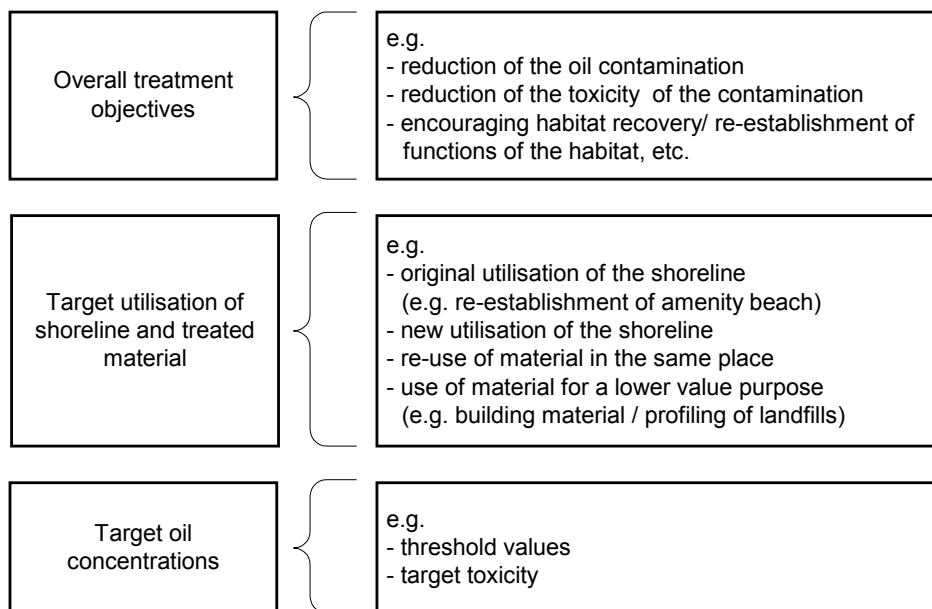 Overall treatment
objectives
e.g.
- reduction of the oil contamination
- reduction of the toxicity  of the contamination
- encouraging habitat recovery/ re-establishment of
functions of the habitat, etc.
Target utilisation of
shoreline and treated
material
e.g.
- original utilisation of the shoreline
(e.g. re-establishment of amenity beach)
- new utilisation of the shoreline
- re-use of material in the same place
- use of material for a lower value purpose
(e.g. building material / profiling of landfills)
Target oil
concentrations
e.g.
- threshold values
- target toxicity